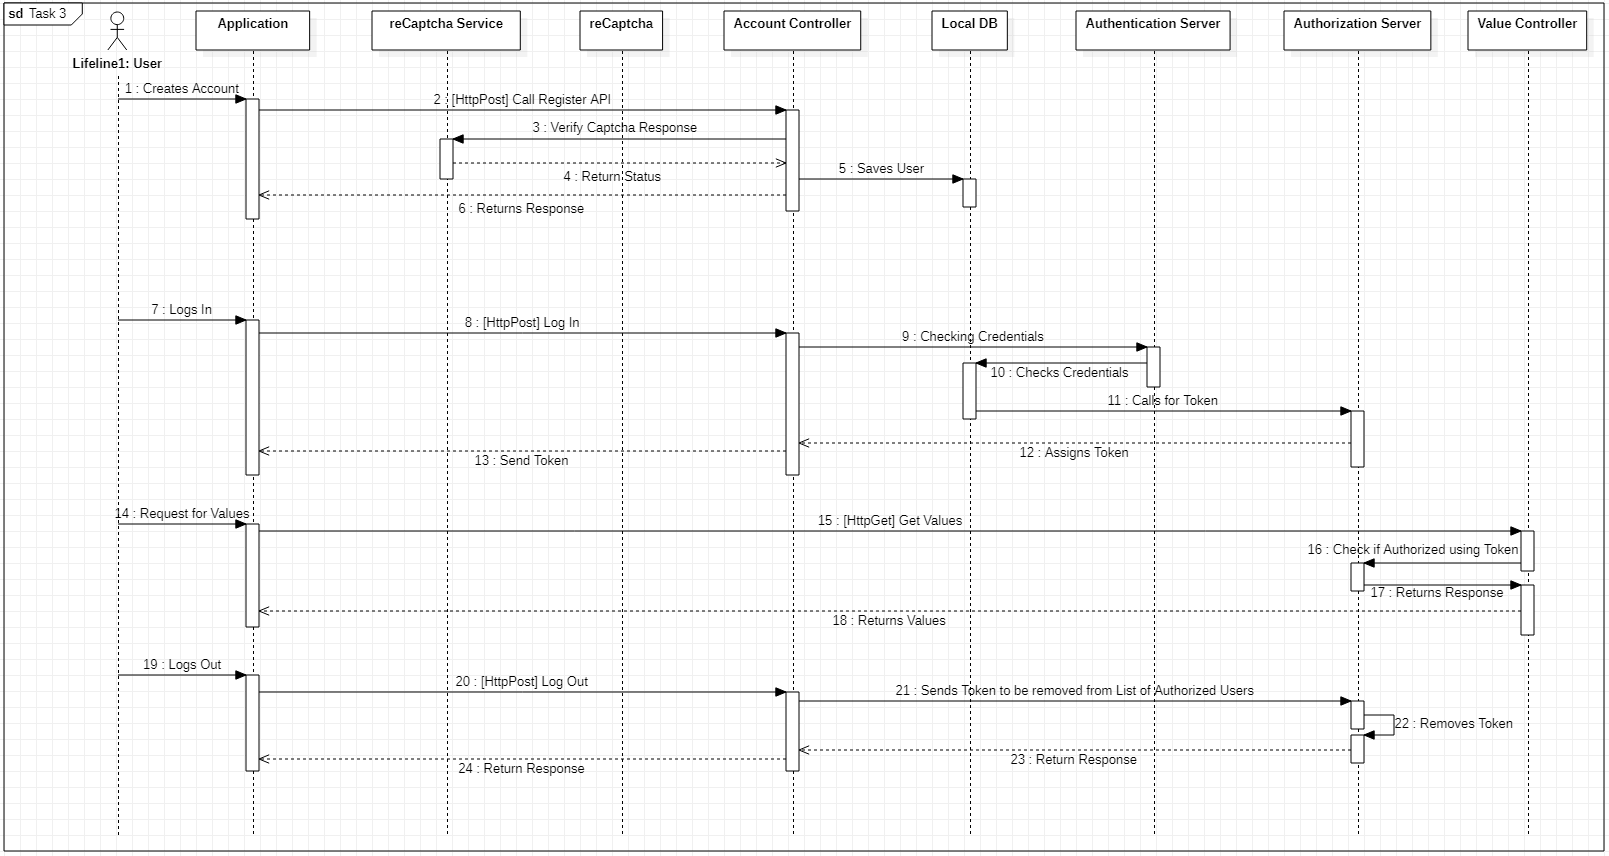 sd Task 3
Application
reCaptcha Service
reCaptcha
Account Controller
Local DB
Authentication Server
Authorization Server
Value Controller
Lifeline1: User
1 : Creates Account
2 : [HttpPost] Call Register API
3 : Verify Captcha Response
4 : Return Status
5 : Saves User
6 : Returns Response
7 : Logs In
8 : [HttpPost] Log In
9 : Checking Credentials
10 : Checks Credentials
11 : Calls for Token
12 : Assigns Token
13 : Send Token
14 : Request for Values
15 : [HttpGet] Get Values
16 : Check if Authorized using Token
17 : Returns Response
18 : Returns Values
19 : Logs Out
20 : [HttpPost] Log Out
21 : Sends Token to be removed from List of Authorized Users
22 : Removes Token
23 : Return Response
24 : Return Response